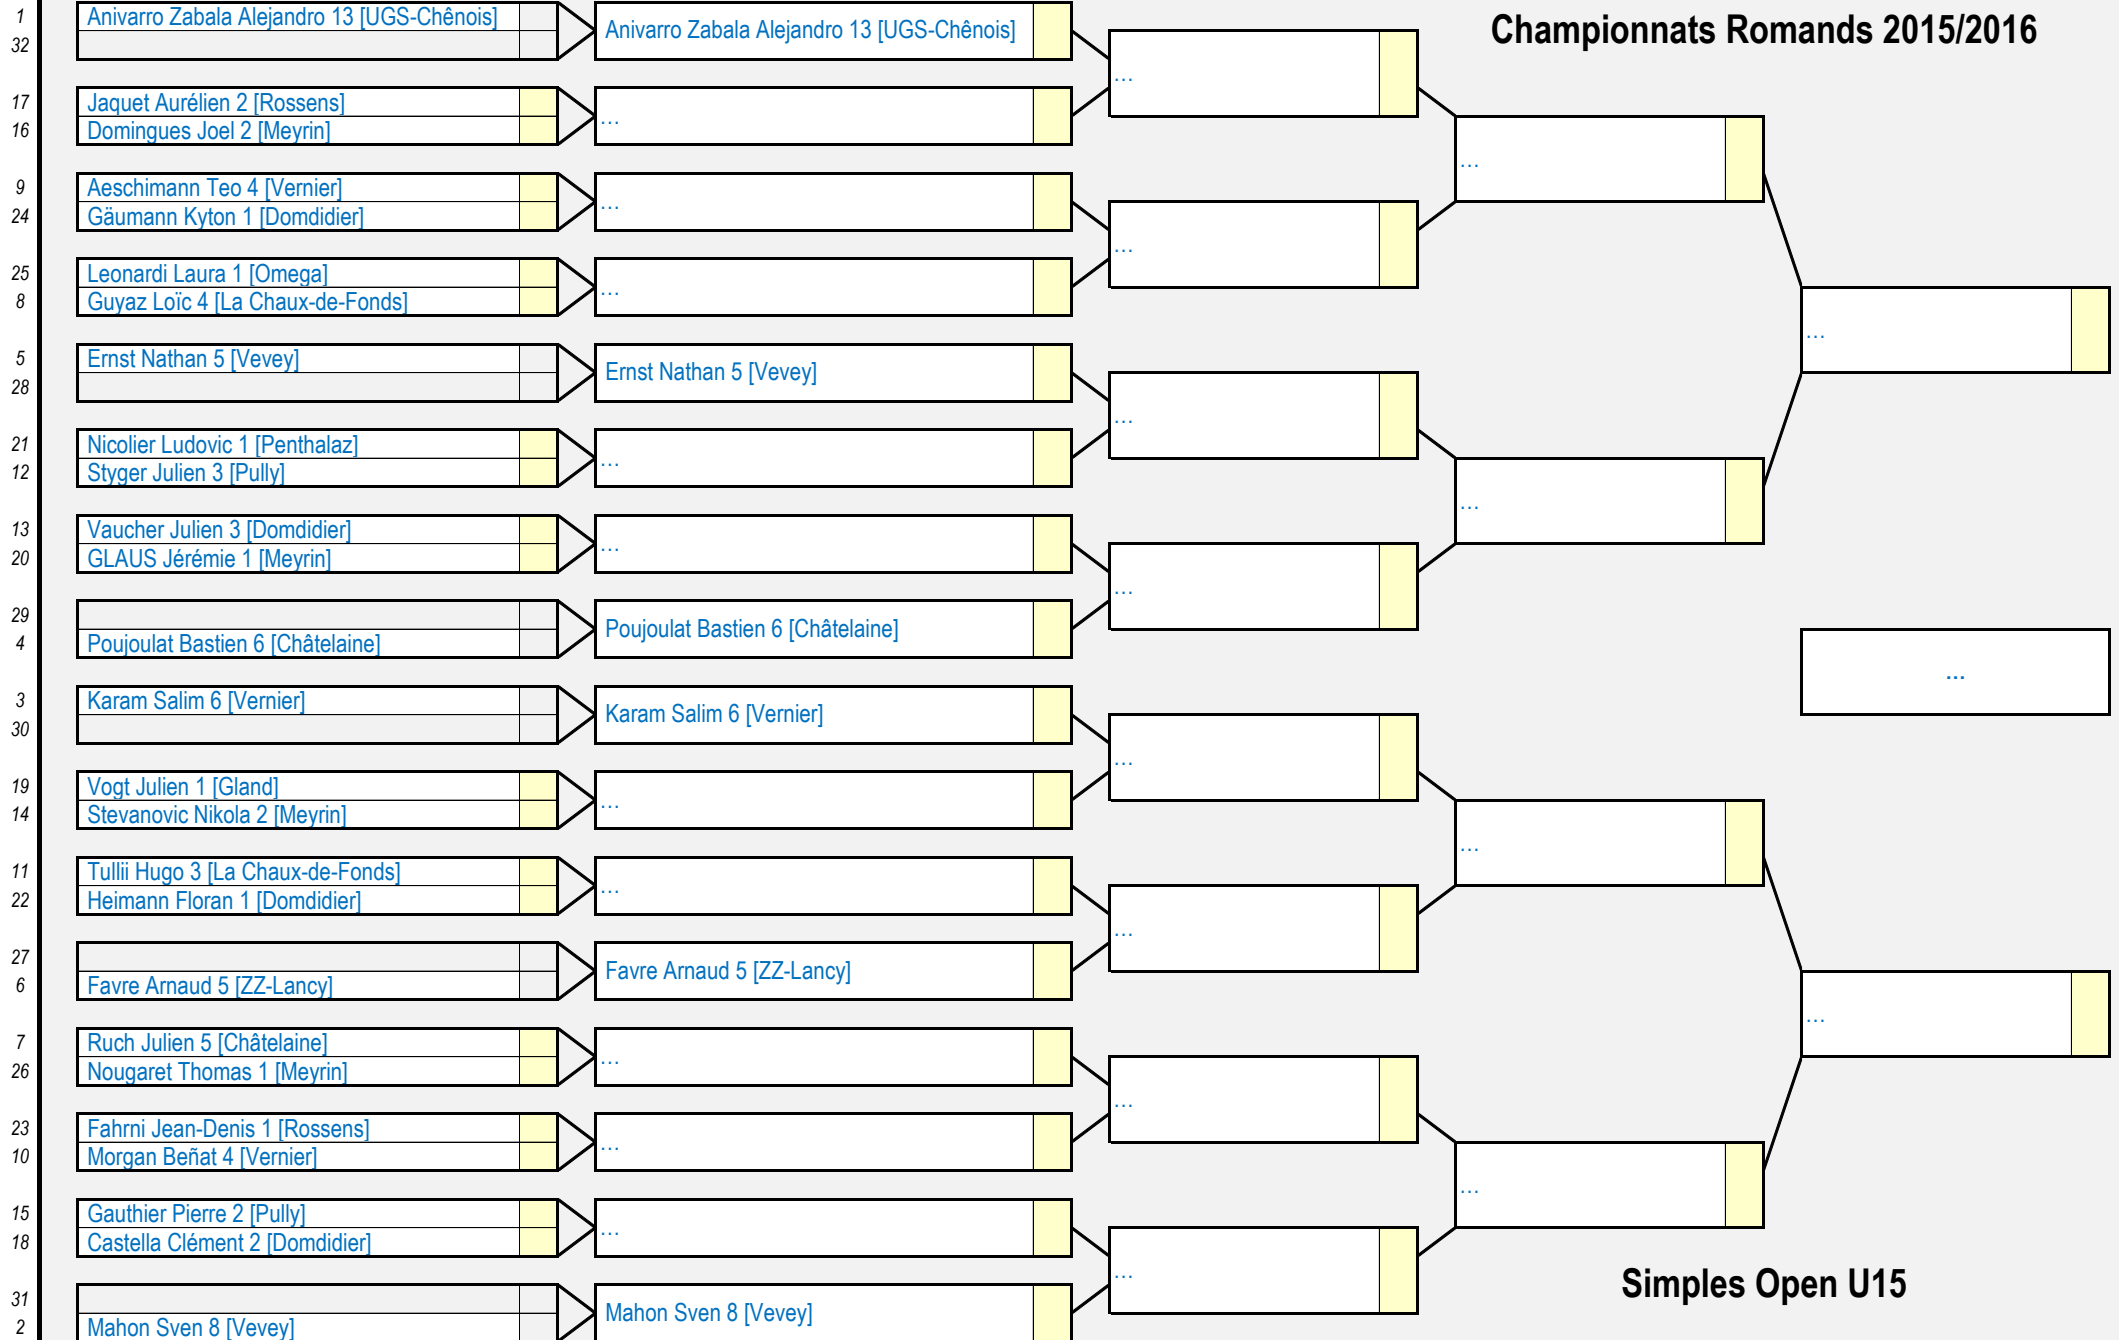 Championnats Romands 2015/2016
1 Anivarro Zabala Alejandro 13 [UGS-Chênois]
32
Anivarro Zabala Alejandro 13 [UGS-Chênois]
...
17 Jaquet Aurélien 2 [Rossens]
16 Domingues Joel 2 [Meyrin]
...
...
9 Aeschimann Teo 4 [Vernier]
24 Gäumann Kyton 1 [Domdidier]
...
...
25 Leonardi Laura 1 [Omega]
8 Guyaz Loïc 4 [La Chaux-de-Fonds]
...
...
5 Ernst Nathan 5 [Vevey]
28
Ernst Nathan 5 [Vevey]
...
21 Nicolier Ludovic 1 [Penthalaz]
12 Styger Julien 3 [Pully]
...
...
13 Vaucher Julien 3 [Domdidier]
20 GLAUS Jérémie 1 [Meyrin]
...
...
29
4 Poujoulat Bastien 6 [Châtelaine]
Poujoulat Bastien 6 [Châtelaine]
...
3 Karam Salim 6 [Vernier]
30
Karam Salim 6 [Vernier]
...
19 Vogt Julien 1 [Gland]
14 Stevanovic Nikola 2 [Meyrin]
...
...
11 Tullii Hugo 3 [La Chaux-de-Fonds]
22 Heimann Floran 1 [Domdidier]
...
...
27
6 Favre Arnaud 5 [ZZ-Lancy]
Favre Arnaud 5 [ZZ-Lancy]
...
7 Ruch Julien 5 [Châtelaine]
26 Nougaret Thomas 1 [Meyrin]
...
...
23 Fahrni Jean-Denis 1 [Rossens]
10 Morgan Beñat 4 [Vernier]
...
...
15 Gauthier Pierre 2 [Pully]
18 Castella Clément 2 [Domdidier]
...
...
31
2 Mahon Sven 8 [Vevey]
Mahon Sven 8 [Vevey]
Simples Open U15